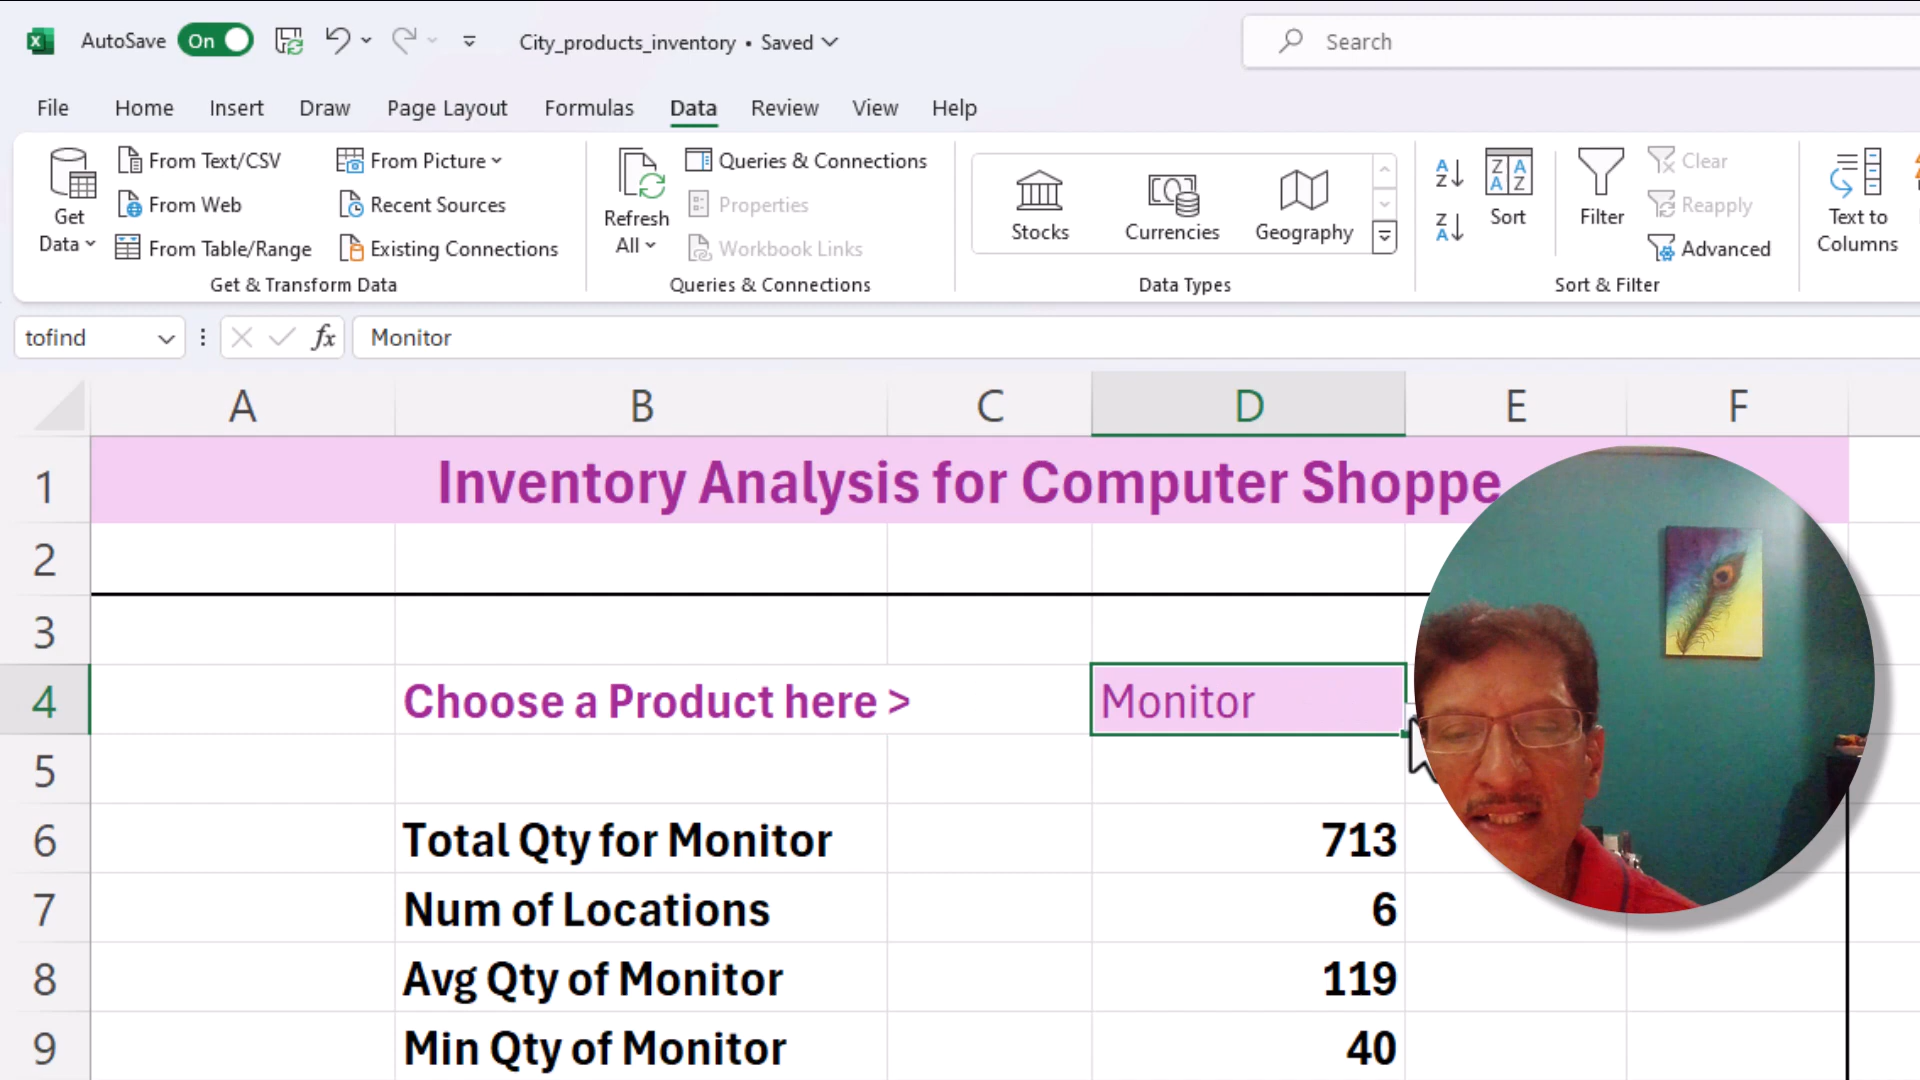 AutoSave On City_products_inventory • Saved Search
File Home Insert Draw Page Layout Formulas Data Review View Help
Get Data
From Text/CSV
From Web
From Table/Range
From Picture
Recent Sources
Existing Connections
Get & Transform Data
Refresh All
Queries & Connections
Properties
Workbook Links
Queries & Connections
Stocks Currencies Geography
Data Types
Sort
Filter
Clear
Reapply
Advanced
Sort & Filter
Text to Columns
tofind fx Monitor
A B C D E F
1 Inventory Analysis for Computer Shoppe
2
3
4 Choose a Product here > Monitor
5
6 Total Qty for Monitor 713
7 Num of Locations 6
8 Avg Qty of Monitor 119
9 Min Qty of Monitor 40